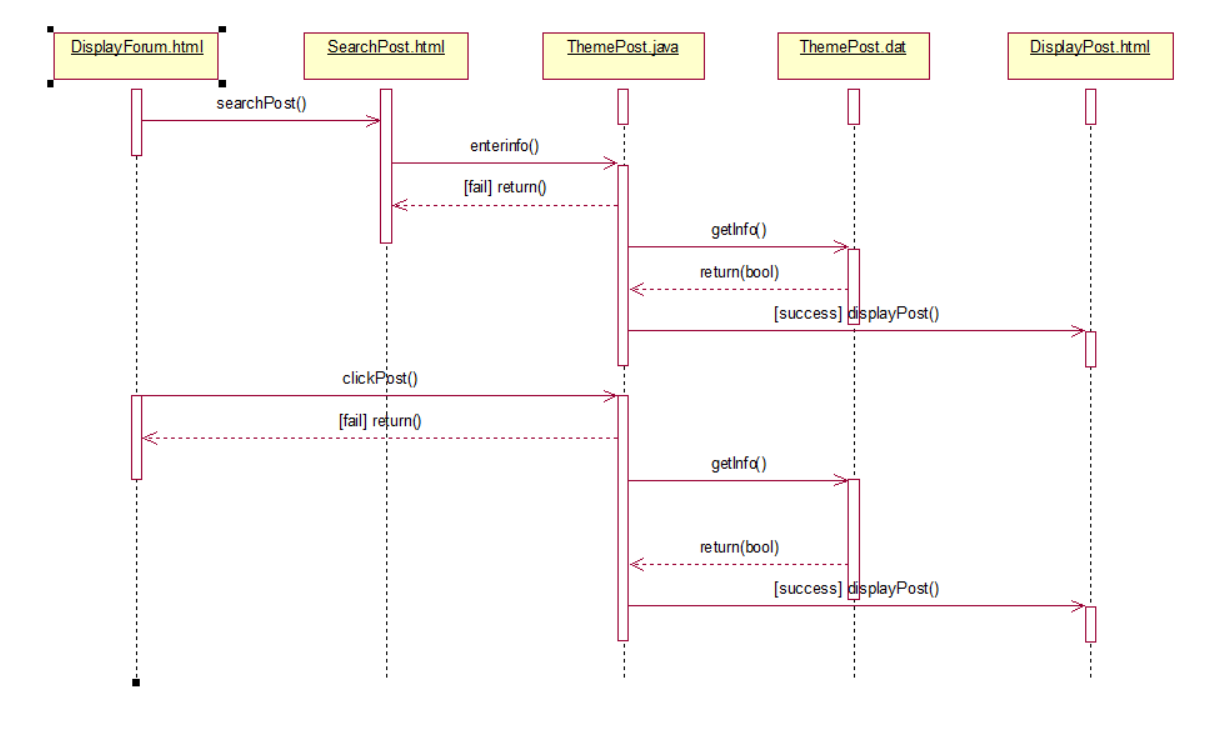 DisplayForum.html
SearchPost.html
ThemePost.java
ThemePost.dat
DisplayPost.html
searchPost()
enterinfo()
[fail] return()
getInfo()
return(bool)
[success] displayPost()
clickPost()
[fail] return()
getInfo()
return(bool)
[success] displayPost()